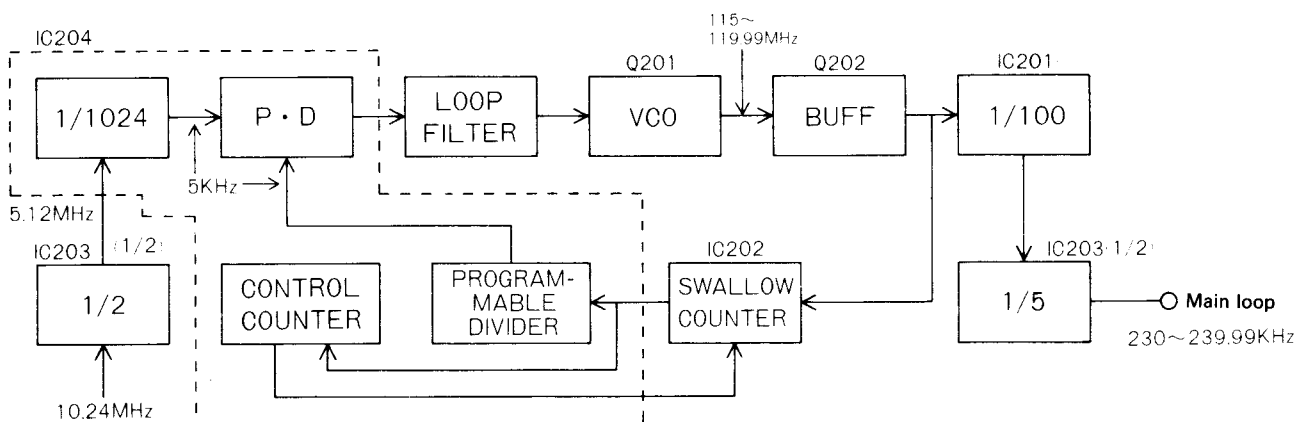 IC204
115~
119.99MHz
Q201
Q202
IC201
1/1024
P·D
LOOP
FILTER
VCO
BUFF
1/100
5KHz
5.12MHz
IC203
(1/2)
IC202
IC203(1/2)
1/2
CONTROL
COUNTER
PROGRAM-
MABLE
DIVIDER
SWALLOW
COUNTER
1/5
Main loop
230~239.99KHz
10.24MHz